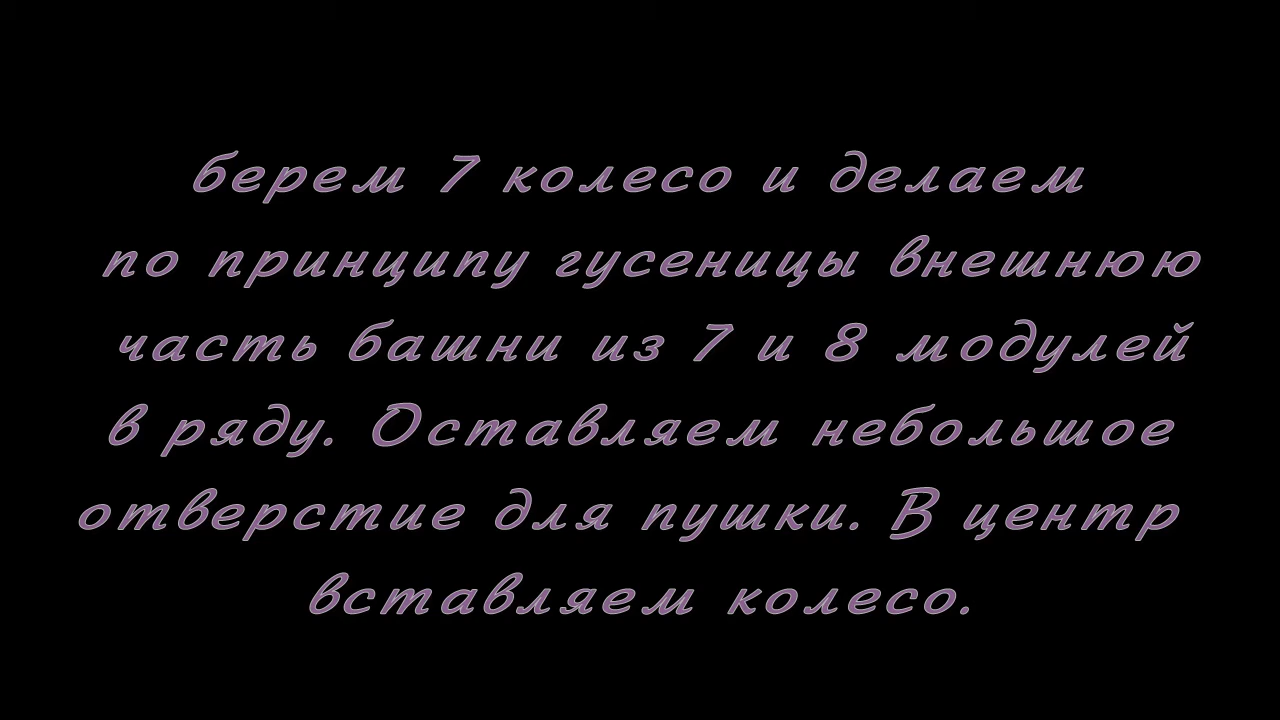 берем 7 колесо и делаем
по принципу гусеницы внешнюю
часть башни из 7 и 8 модулей
в ряду. Оставляем небольшое
отверстие для пушки. В центр
вставляем колесо.